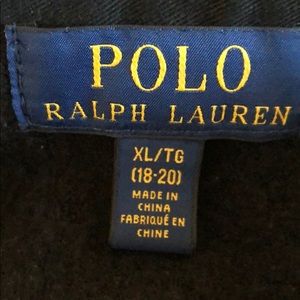 POLO
RALPH LAUREN
XL/TG
(18-20)
MADE IN
CHINA
FABRIQUÉ EN
CHINE